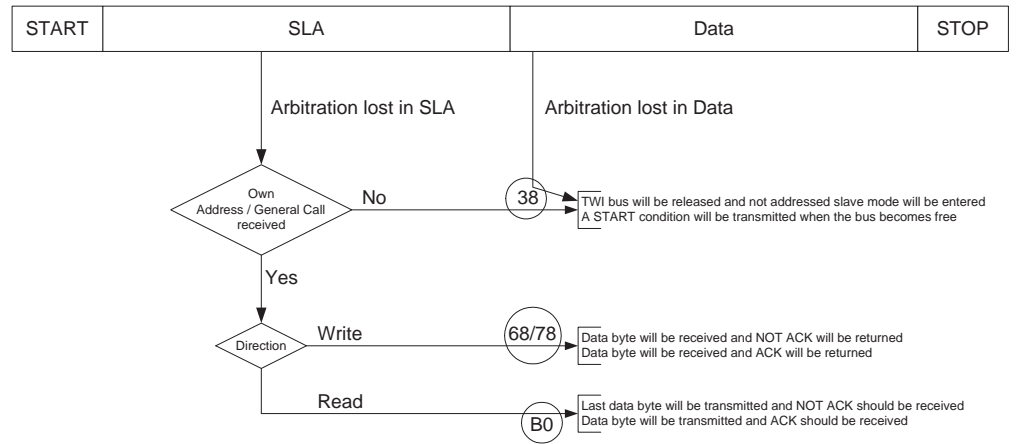 START SLA Data STOP
Arbitration lost in SLA Arbitration lost in Data
Own
Address / General Call
received
No
38
TWI bus will be released and not addressed slave mode will be entered
A START condition will be transmitted when the bus becomes free
Yes
Direction
Write
68/78
Data byte will be received and NOT ACK will be returned
Data byte will be received and ACK will be returned
Read
B0
Last data byte will be transmitted and NOT ACK should be received
Data byte will be transmitted and ACK should be received